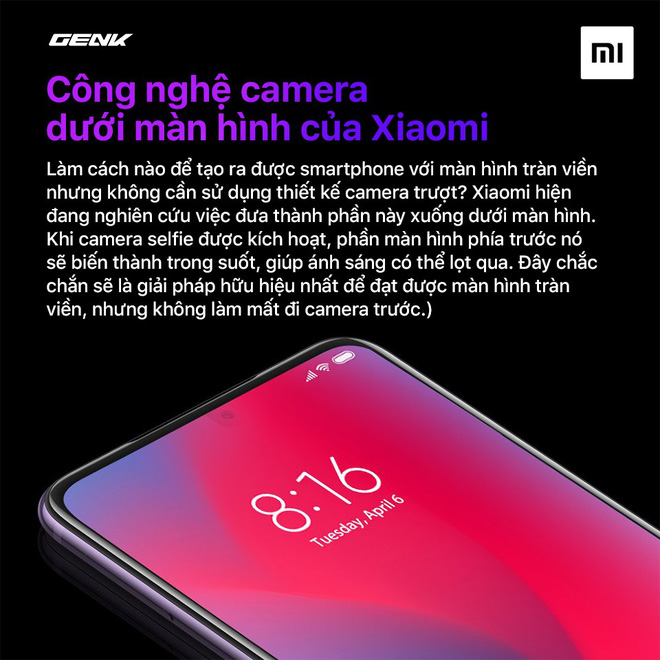 GENK
mi
Công nghệ camera
dưới màn hình của Xiaomi
Làm cách nào để tạo ra được smartphone với màn hình tràn viền
nhưng không cần sử dụng thiết kế camera trượt? Xiaomi hiện
đang nghiên cứu việc đưa thành phần này xuống dưới màn hình.
Khi camera selfie được kích hoạt, phần màn hình phía trước nó
sẽ biến thành trong suốt, giúp ánh sáng có thể lọt qua. Đây chắc
chắn sẽ là giải pháp hữu hiệu nhất để đạt được màn hình tràn
viền, nhưng không làm mất đi camera trước.)
8:16
Tuesday, April 6